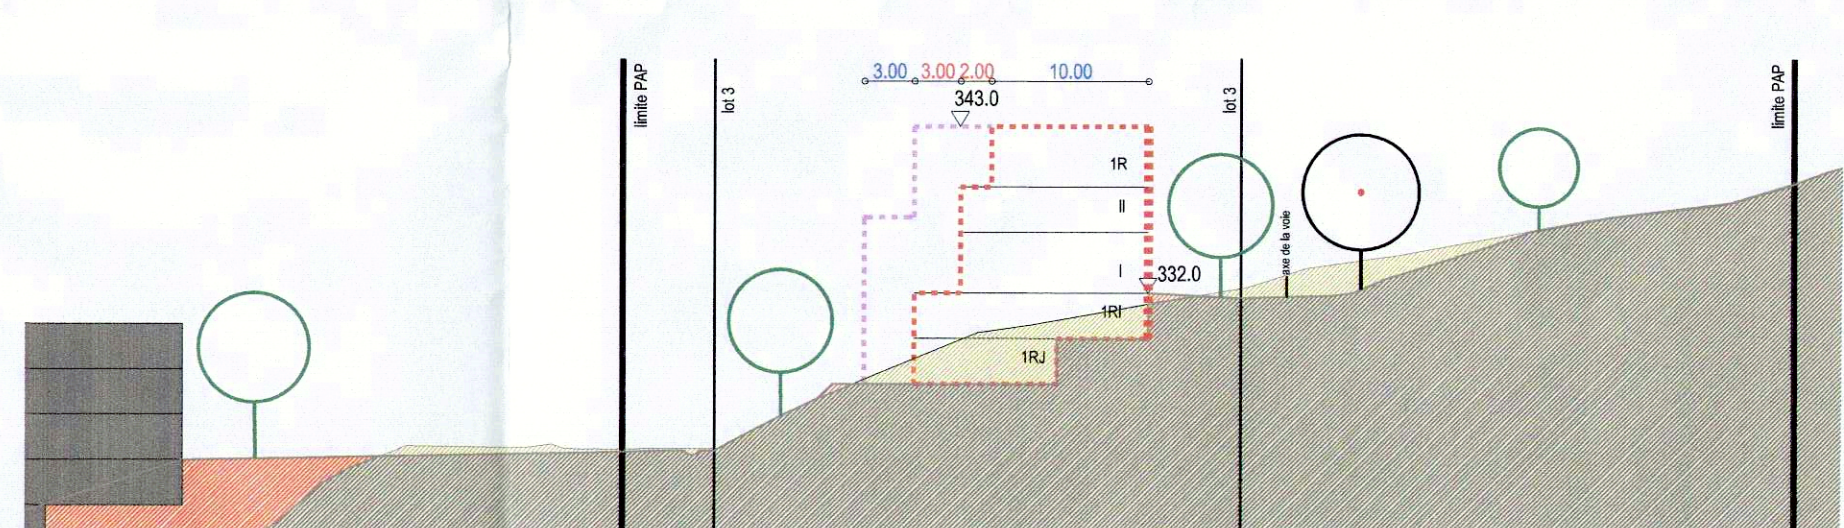 limite PAP
lot 3
3.00 3.00 2.00 10.00
343.0
lot 3
limite PAP
1R
II
I
332.0
axe de la voie
1RI
1RJ